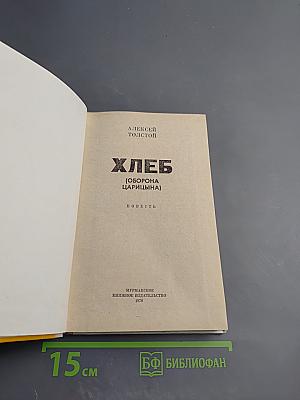 АЛЕКСЕЙ
ТОЛСТОЙ
ХЛЕБ
(ОБОРОНА
ЦАРИЦЫНА)
ПОВЕСТЬ
МУРМАНСКОЕ
КНИЖНОЕ ИЗДАТЕЛЬСТВО
15 см
БФ БИБЛИОФАН